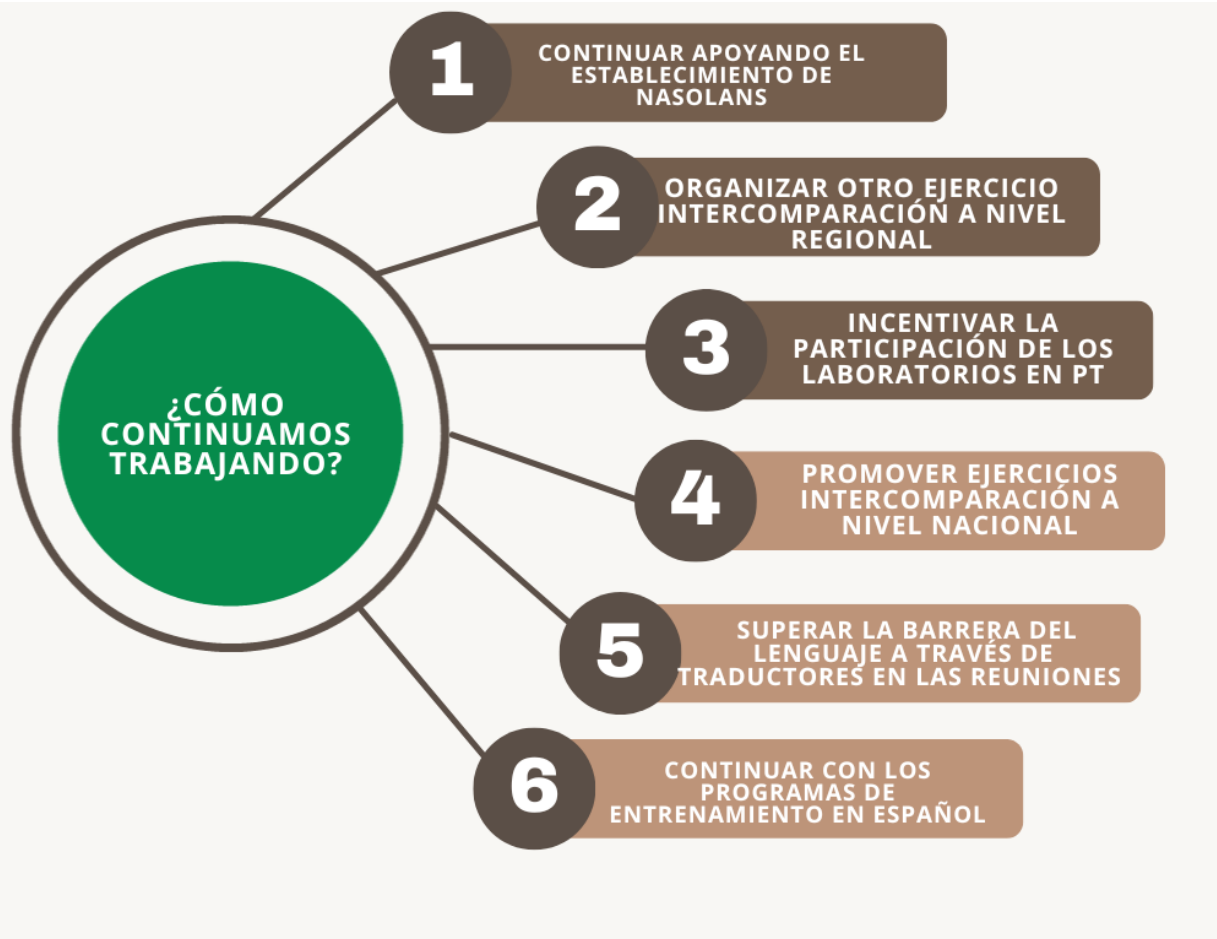 1
CONTINUAR APOYANDO EL
ESTABLECIMIENTO DE
NASOLANS
2
ORGANIZAR OTRO EJERCICIO
INTERCOMPARACIÓN A NIVEL
REGIONAL
3
INCENTIVAR LA
PARTICIPACIÓN DE LOS
LABORATORIOS EN PT
¿CÓMO
CONTINUAMOS
TRABAJANDO?
4
PROMOVER EJERCICIOS
INTERCOMPARACIÓN A
NIVEL NACIONAL
5
SUPERAR LA BARRERA DEL
LENGUAJE A TRAVÉS DE
TRADUCTORES EN LAS REUNIONES
6
CONTINUAR CON LOS
PROGRAMAS DE
ENTRENAMIENTO EN ESPAÑOL